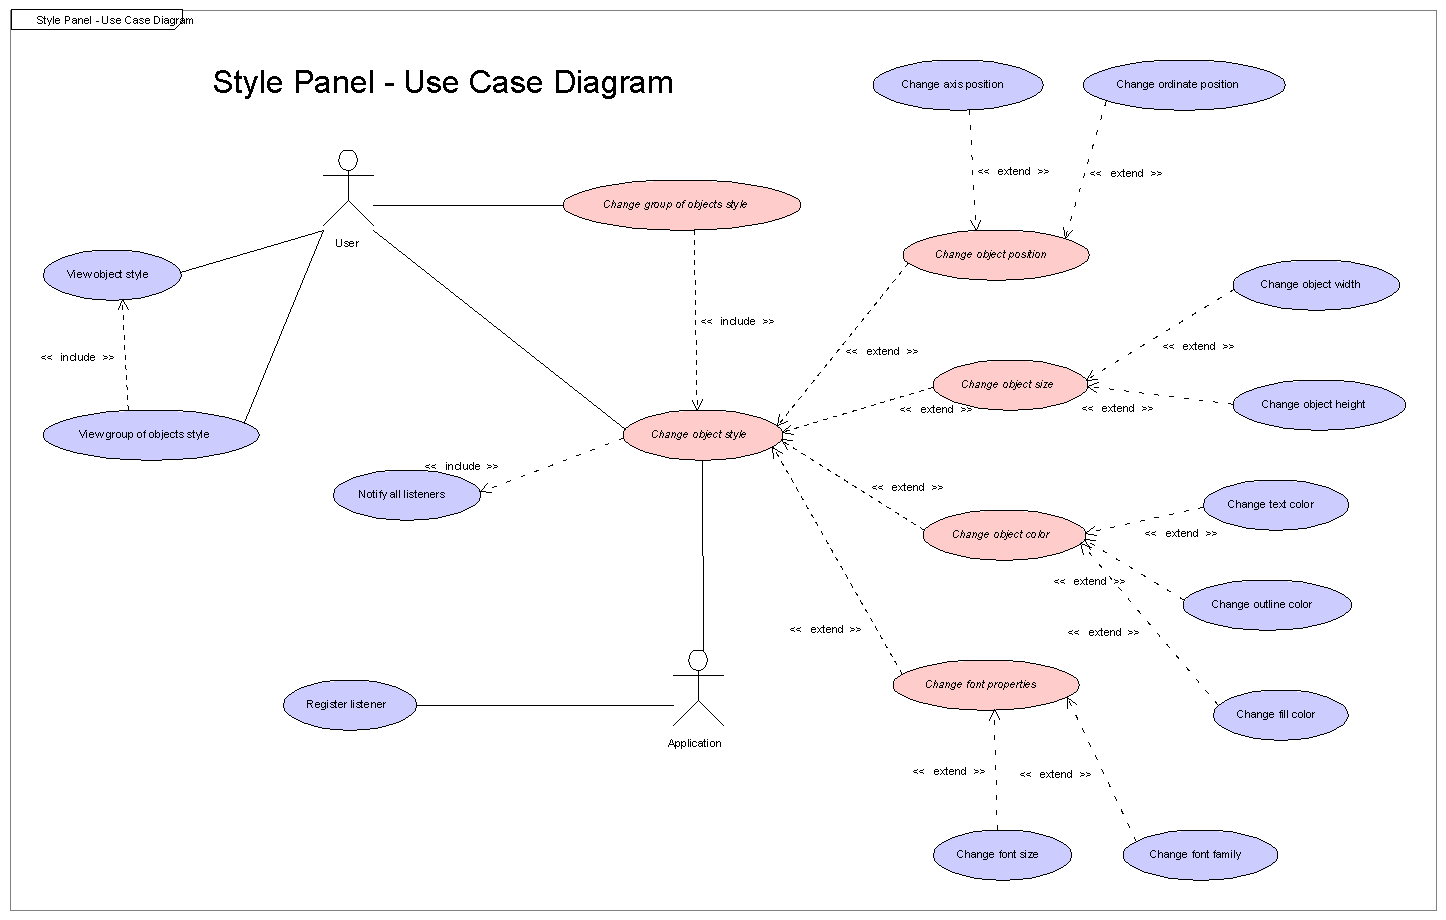 Style Panel - Use Case Diagram
Style Panel - Use Case Diagram
Change axis position
Change ordinate position
<< extend >>
<< extend >>
Change group of objects style
User
Change object position
View object style
Change object width
<< include >>
<< extend >>
<< extend >>
<< include >>
Change object size
Change object height
<< extend >>
<< extend >>
View group of objects style
Change object style
<< include >>
Notify all listeners
<< extend >>
Change text color
Change object color
<< extend >>
<< extend >>
Change outline color
<< extend >>
<< extend >>
Change font properties
Register listener
Change fill color
Application
<< extend >>
<< extend >>
Change font size
Change font family